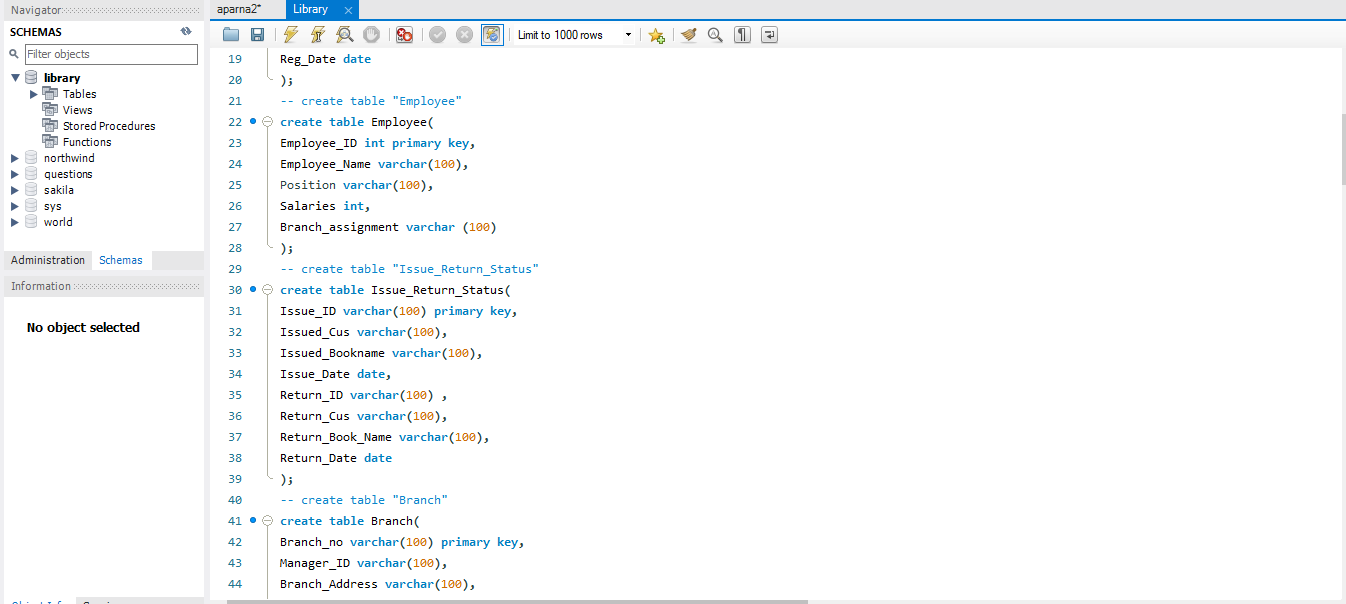 Navigator
SCHEMAS
Filter objects
library
Tables
Views
Stored Procedures
Functions
northwind
questions
sakila
sys
world
Administration Schemas
Information
No object selected
aparna2* Library
Limit to 1000 rows
19 Reg_Date date
20 );
21 -- create table "Employee"
22 create table Employee(
23 Employee_ID int primary key,
24 Employee_Name varchar(100),
25 Position varchar(100),
26 Salaries int,
27 Branch_assignment varchar (100)
28 );
29 -- create table "Issue_Return_Status"
30 create table Issue_Return_Status(
31 Issue_ID varchar(100) primary key,
32 Issued_Cus varchar(100),
33 Issued_Bookname varchar(100),
34 Issue_Date date,
35 Return_ID varchar(100) ,
36 Return_Cus varchar(100),
37 Return_Book_Name varchar(100),
38 Return_Date date
39 );
40 -- create table "Branch"
41 create table Branch(
42 Branch_no varchar(100) primary key,
43 Manager_ID varchar(100),
44 Branch_Address varchar(100),